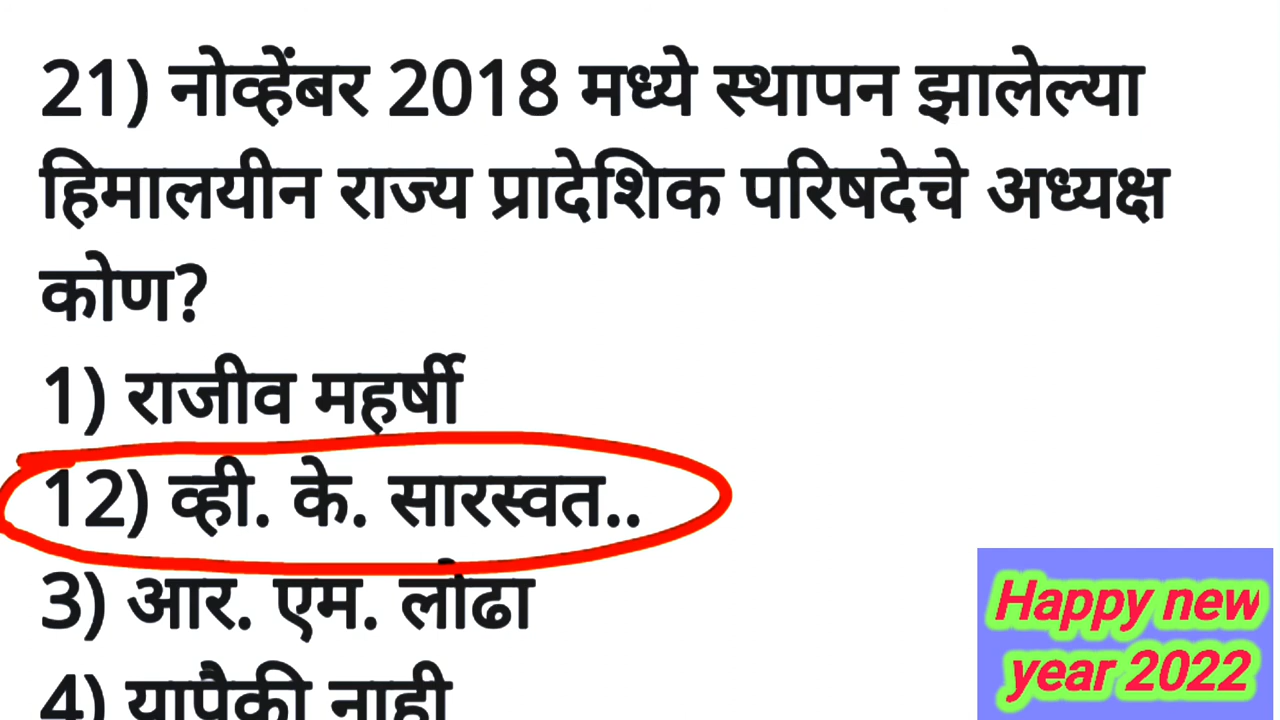 21) नोव्हेंबर 2018 मध्ये स्थापन झालेल्या
हिमालयीन राज्य प्रादेशिक परिषदेचे अध्यक्ष
कोण?
1) राजीव महर्षी
12) व्ही. के. सारस्वत..
3) आर. एम. लोढा
4) यापैकी नाही
Happy new
year 2022